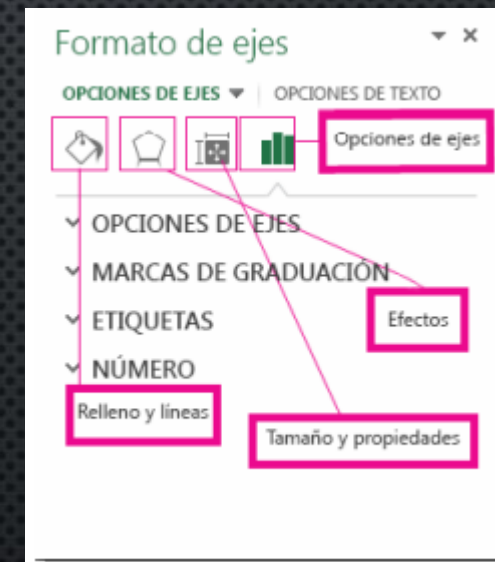 Formato de ejes
OPCIONES DE EJES OPCIONES DE TEXTO
Opciones de ejes
OPCIONES DE EJES
MARCAS DE GRADUACIÓN
ETIQUETAS
Efectos
NÚMERO
Relleno y líneas
Tamaño y propiedades